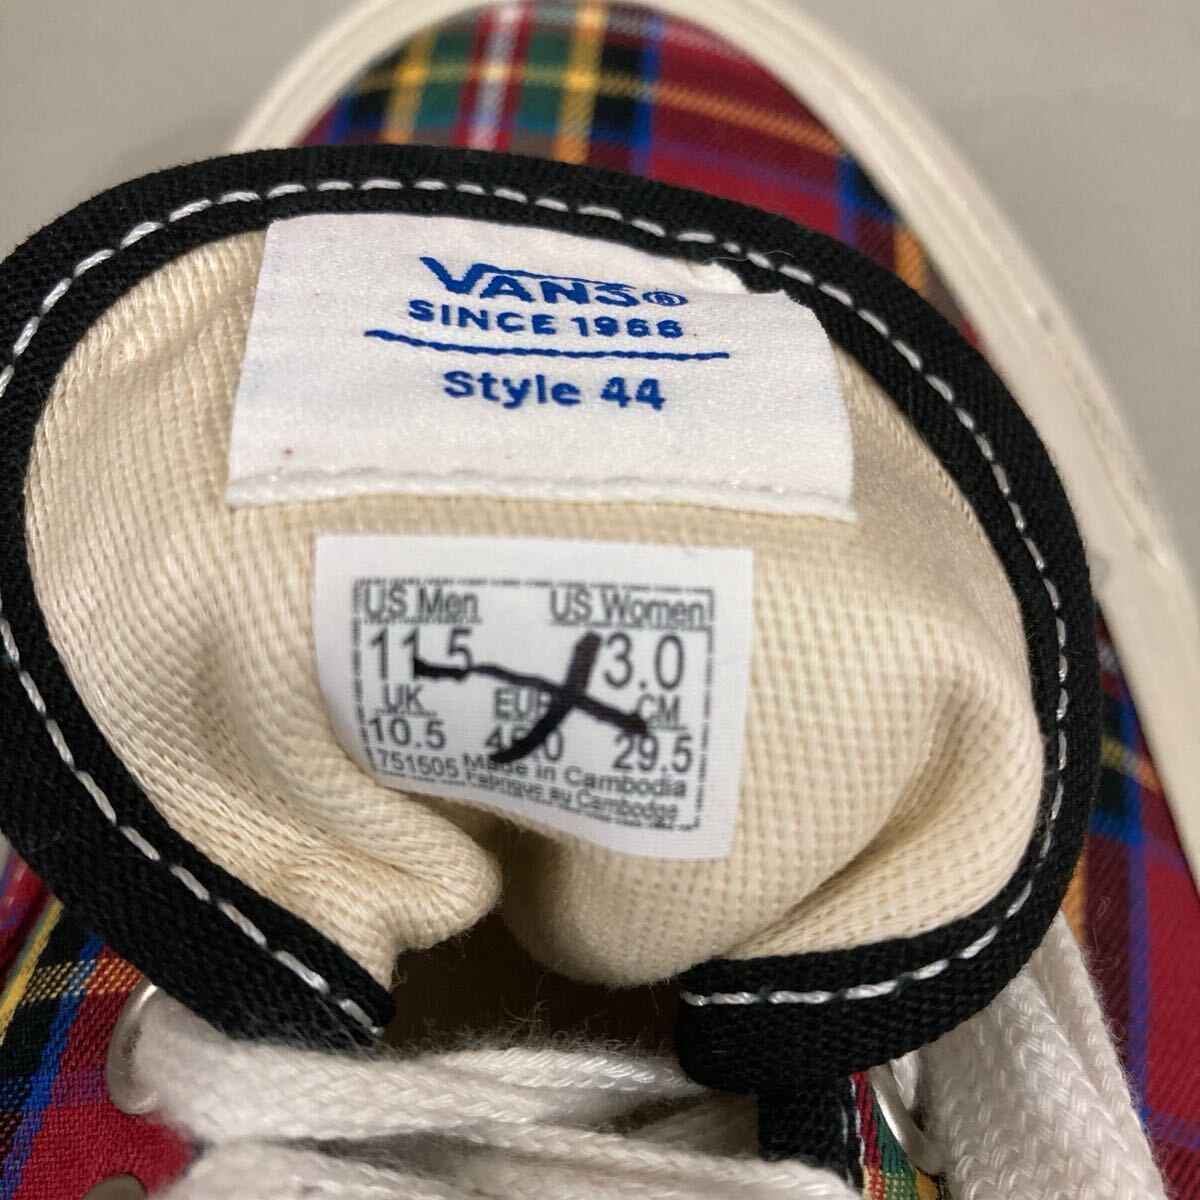 VANS®
SINCE 1966
Style 44
US Men US Women
11.5 3.0
UK EUR CM
10.5 29.5
751505 Made in Cambodia
Fabrique au Cambodge